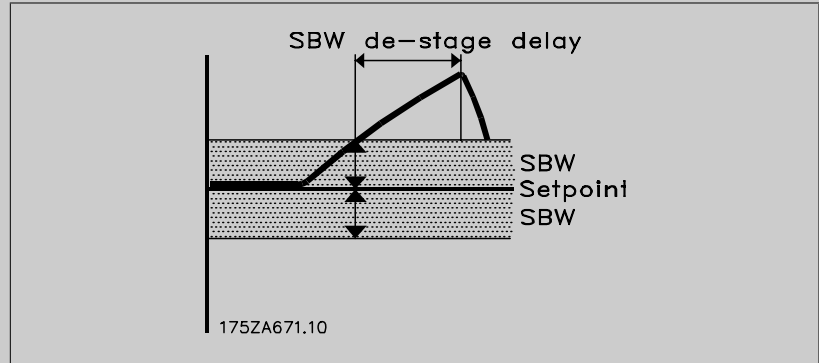 SBW de-stage delay
SBW
Setpoint
SBW
175ZA671.10